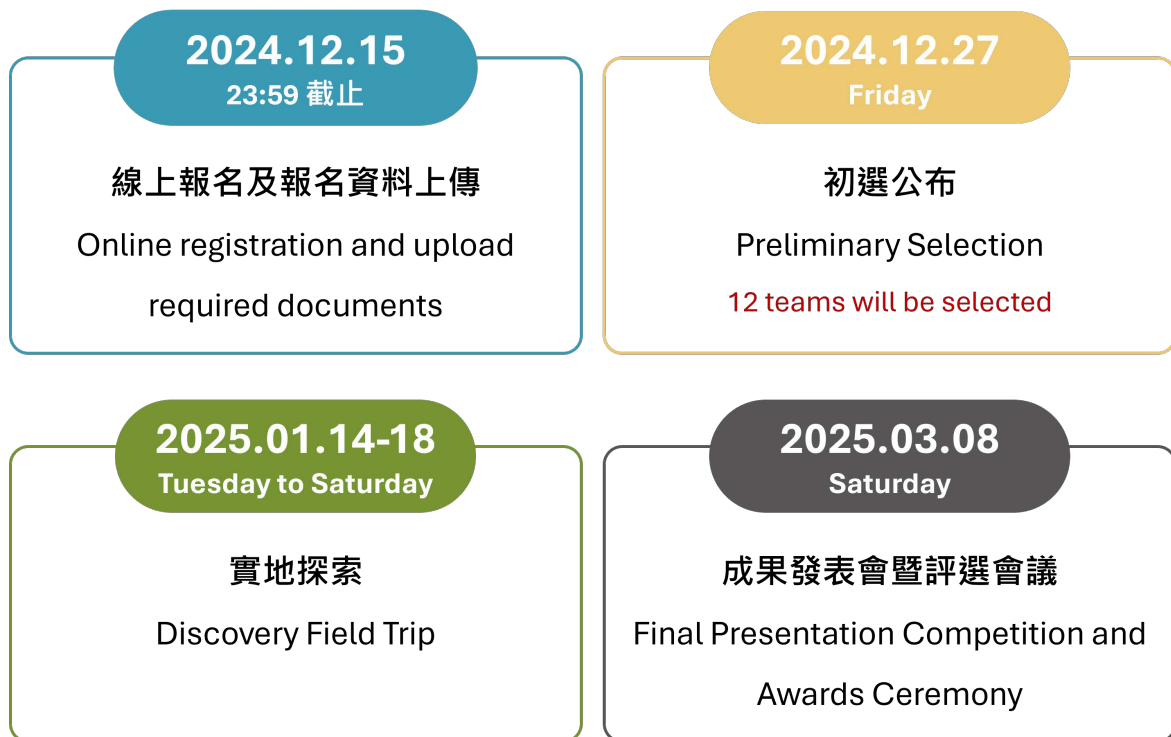 2024.12.15
23:59 截止
線上報名及報名資料上傳
Online registration and upload
required documents
2024.12.27
Friday
初選公布
Preliminary Selection
12 teams will be selected
2025.01.14-18
Tuesday to Saturday
實地探索
Discovery Field Trip
2025.03.08
Saturday
成果發表會暨評選會議
Final Presentation Competition and
Awards Ceremony